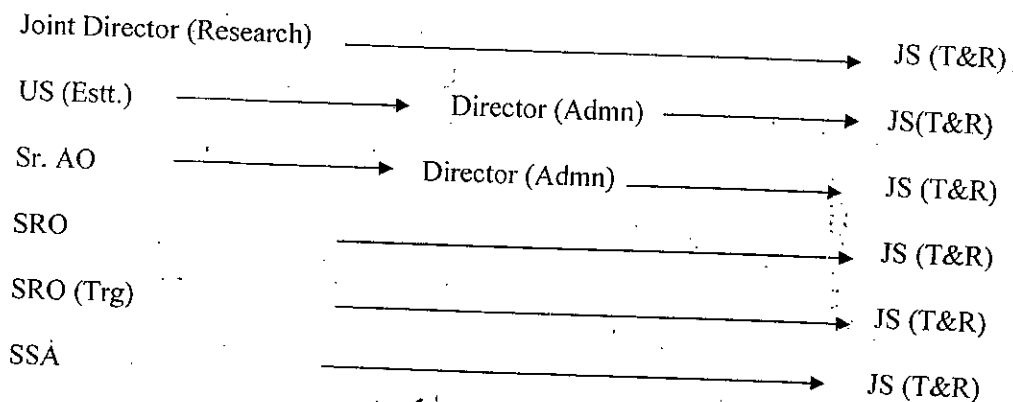 Joint Director (Research) JS (T&R)
US (Estt.) Director (Admn) JS(T&R)
Sr. AO Director (Admn) JS (T&R)
SRO JS (T&R)
SRO (Trg) JS (T&R)
SSA JS (T&R)